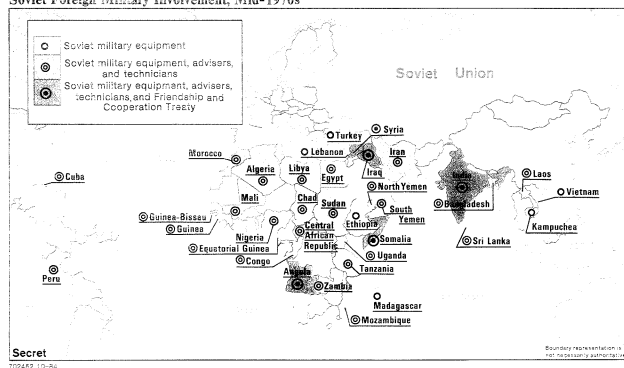 Soviet Foreign Military Involvement, Mid-1970s
Soviet military equipment
Soviet military equipment, advisers,
and technicians
Soviet military equipment, advisers,
technicians, and Friendship and
Cooperation Treaty
Soviet Union
Turkey
Syria
Lebanon
Iran
Morocco
Algeria
Libya
Egypt
Iraq
India
Laos
Cuba
North Yemen
Vietnam
Mali
Chad
Sudan
Bangladesh
Guinea-Bissau
Ethiopia
South
Yemen
Kampuchea
Guinea
Nigeria
Central
African
Republic
Somalia
Sri Lanka
Equatorial Guinea
Uganda
Congo
Peru
Angola
Tanzania
Zambia
Madagascar
Mozambique
Secret
Boundary representation is
not necessarily authoritative
702452 10-84